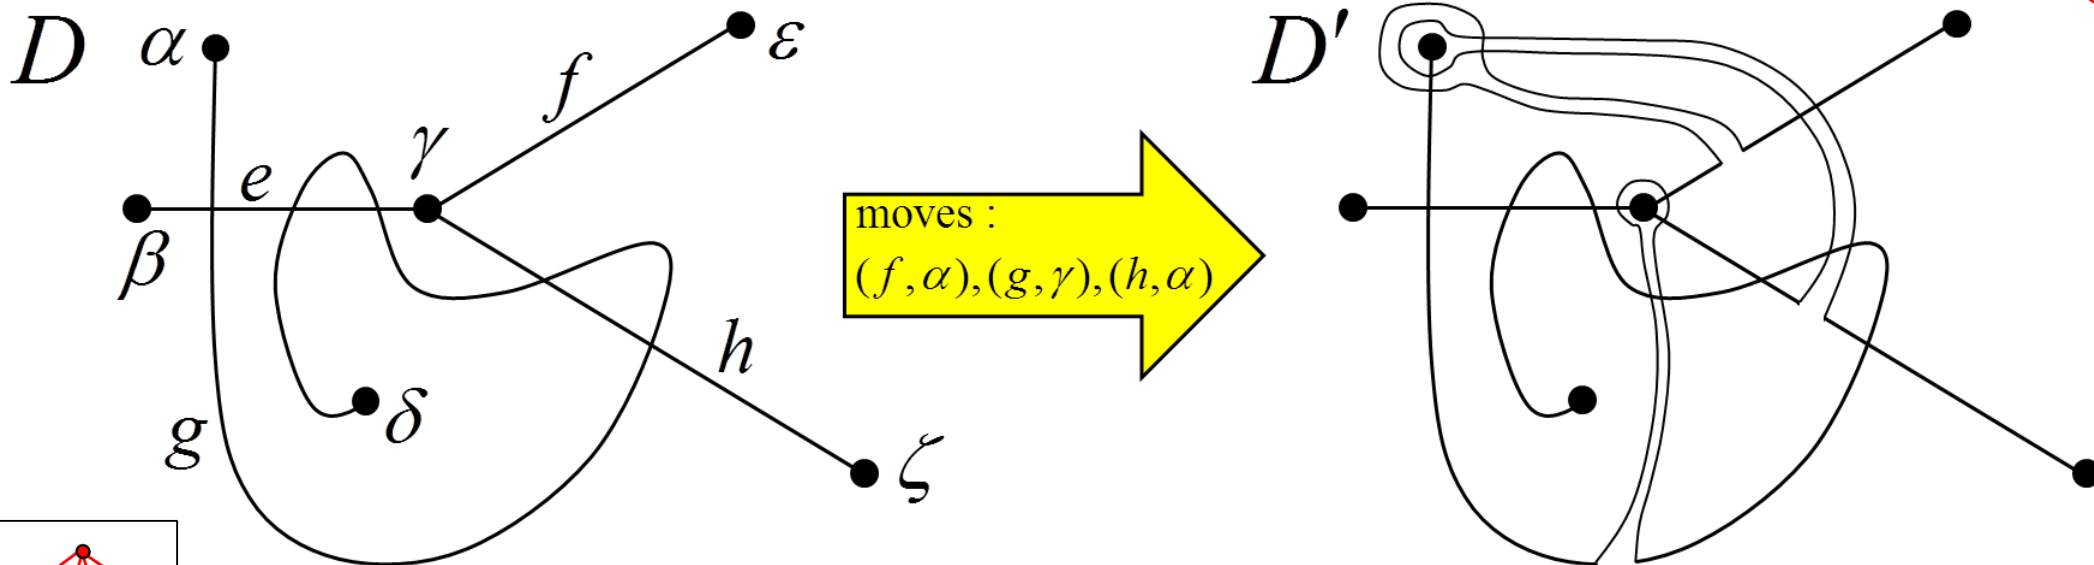 D
α
ε
f
γ
e
β
h
δ
g
ζ
moves :
(f,α),(g,γ),(h,α)
D′